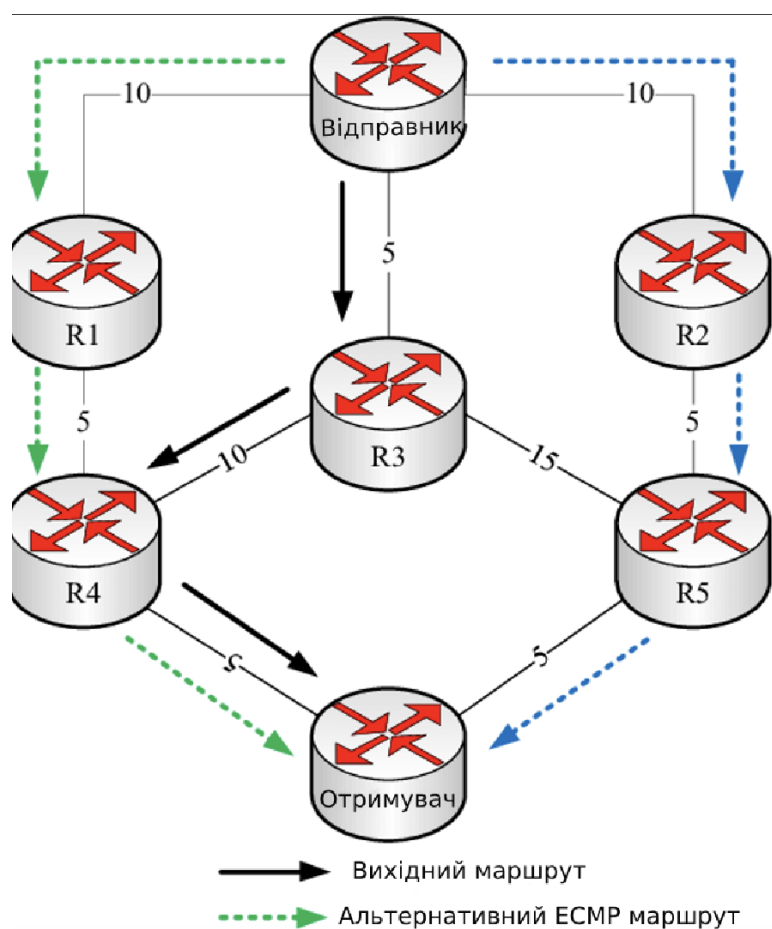 10
Відправник
10
5
R1
R2
5
R3
5
10
15
R4
R5
5
5
Отримувач
Вихідний маршрут
Альтернативний ECMP маршрут